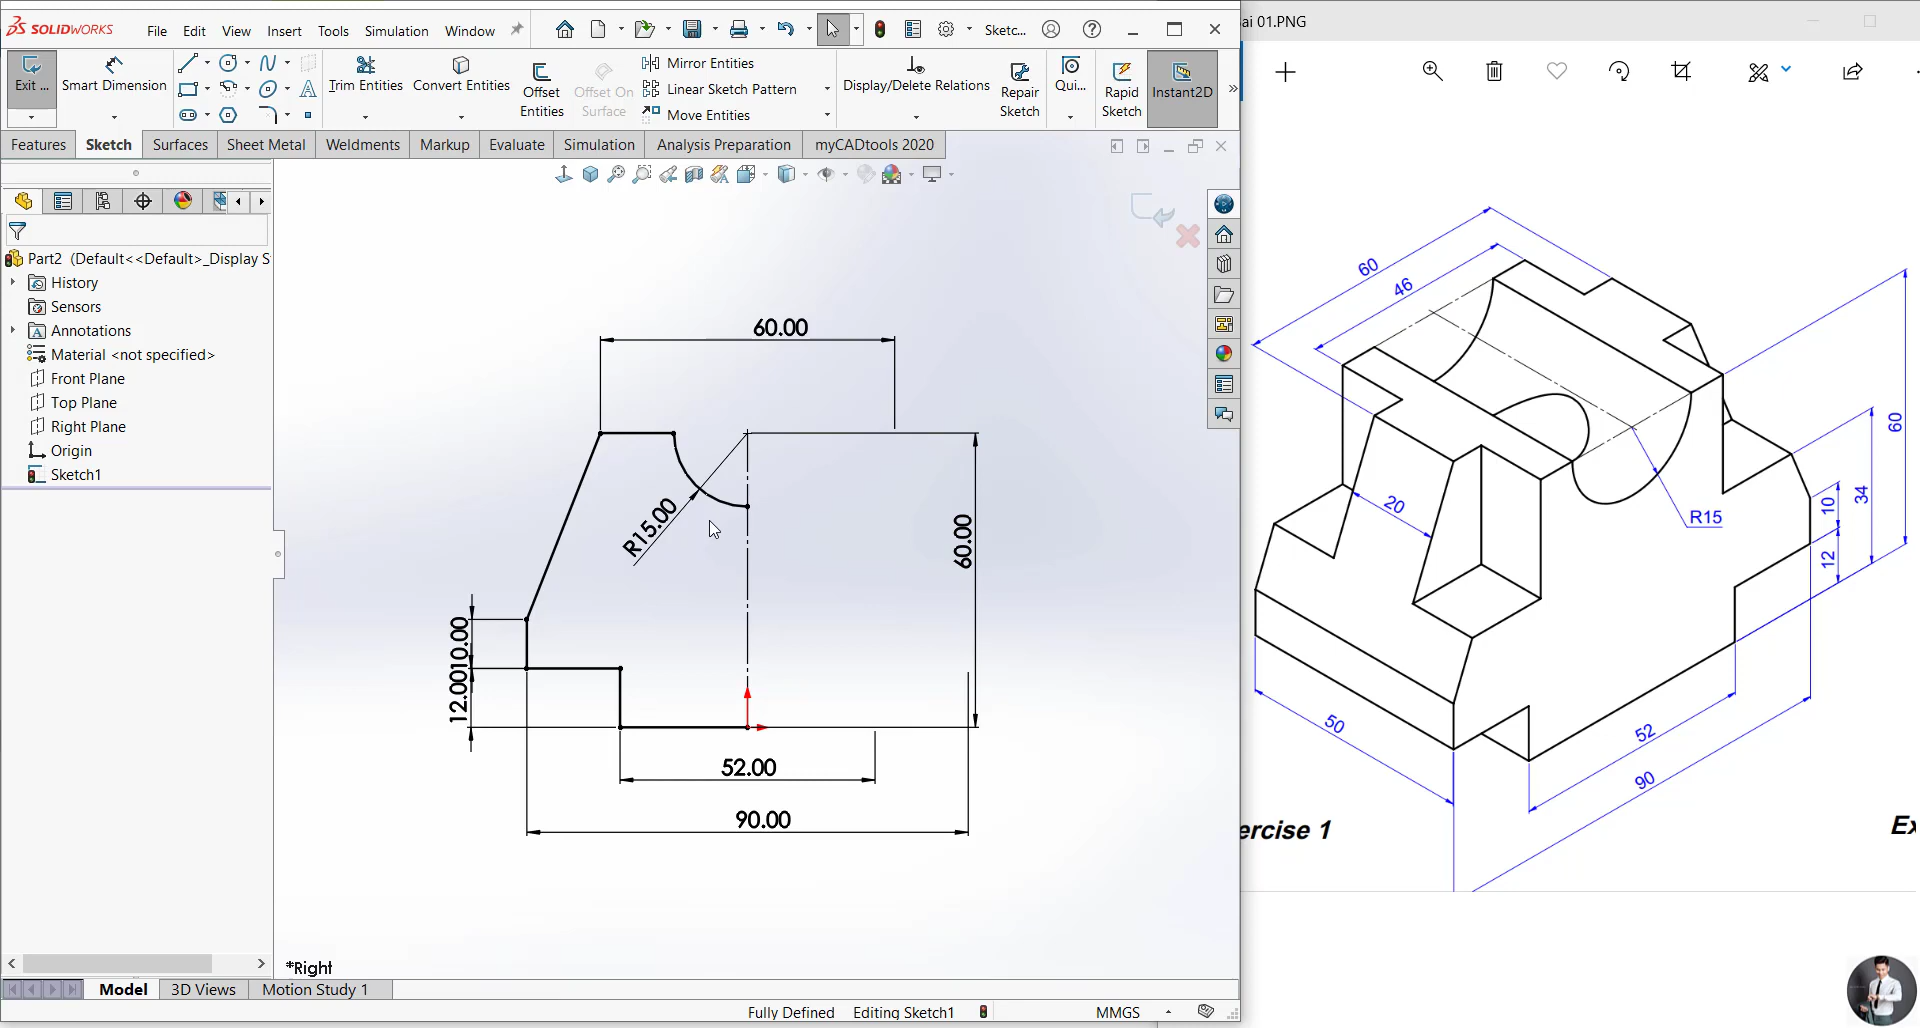 SOLIDWORKS
File Edit View Insert Tools Simulation Window
Sketc...
ai 01.PNG
Exit ...
Smart Dimension
Trim Entities
Convert Entities
Offset Entities
Offset On Surface
Mirror Entities
Linear Sketch Pattern
Move Entities
Display/Delete Relations
Repair Sketch
Qui...
Rapid Sketch
Instant2D
Features Sketch Surfaces Sheet Metal Weldments Markup Evaluate Simulation Analysis Preparation myCADtools 2020
Part2 (Default<<Default>_Display S
History
Sensors
Annotations
Material <not specified>
Front Plane
Top Plane
Right Plane
Origin
Sketch1
60.00
R15.00
60.00
10.00
12.00
52.00
90.00
*Right
60
46
20
R15
10
34
60
12
50
52
90
ercise 1
Ex
Model 3D Views Motion Study 1
Fully Defined Editing Sketch1 MMGS